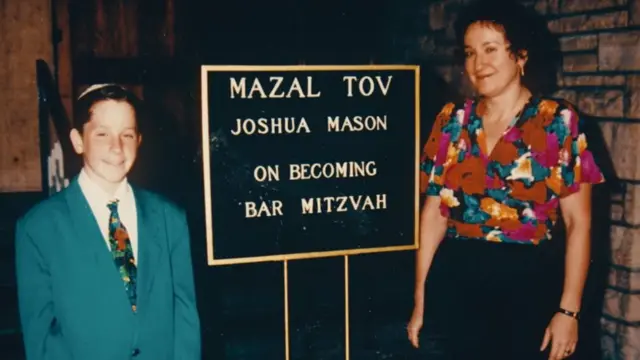 MAZAL TOV
JOSHUA MASON
ON BECOMING
BAR MITZVAH